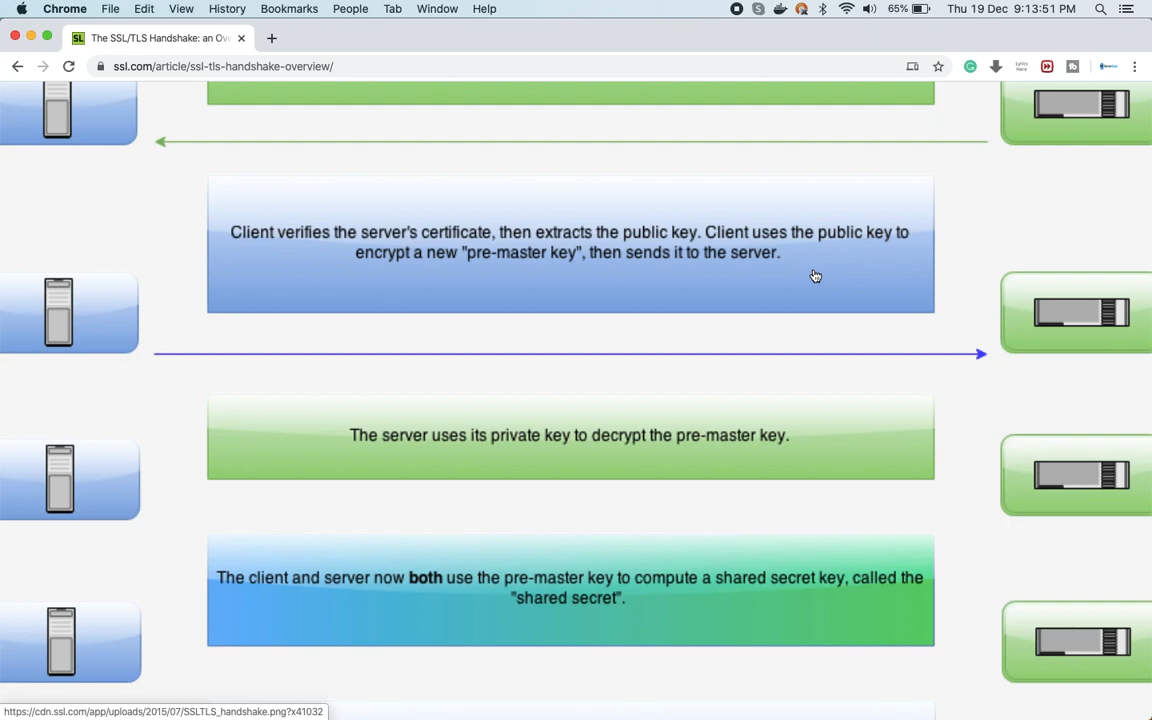 Chrome File Edit View History Bookmarks People Tab Window Help 65% Thu 19 Dec 9:13:51 PM
SL The SSL/TLS Handshake: an Ov
ssl.com/article/ssl-tls-handshake-overview/
Client verifies the server's certificate, then extracts the public key. Client uses the public key to
encrypt a new "pre-master key", then sends it to the server.
The server uses its private key to decrypt the pre-master key.
The client and server now both use the pre-master key to compute a shared secret key, called the
"shared secret".
https://cdn.ssl.com/app/uploads/2015/07/SSLTLS_handshake.png?x41032